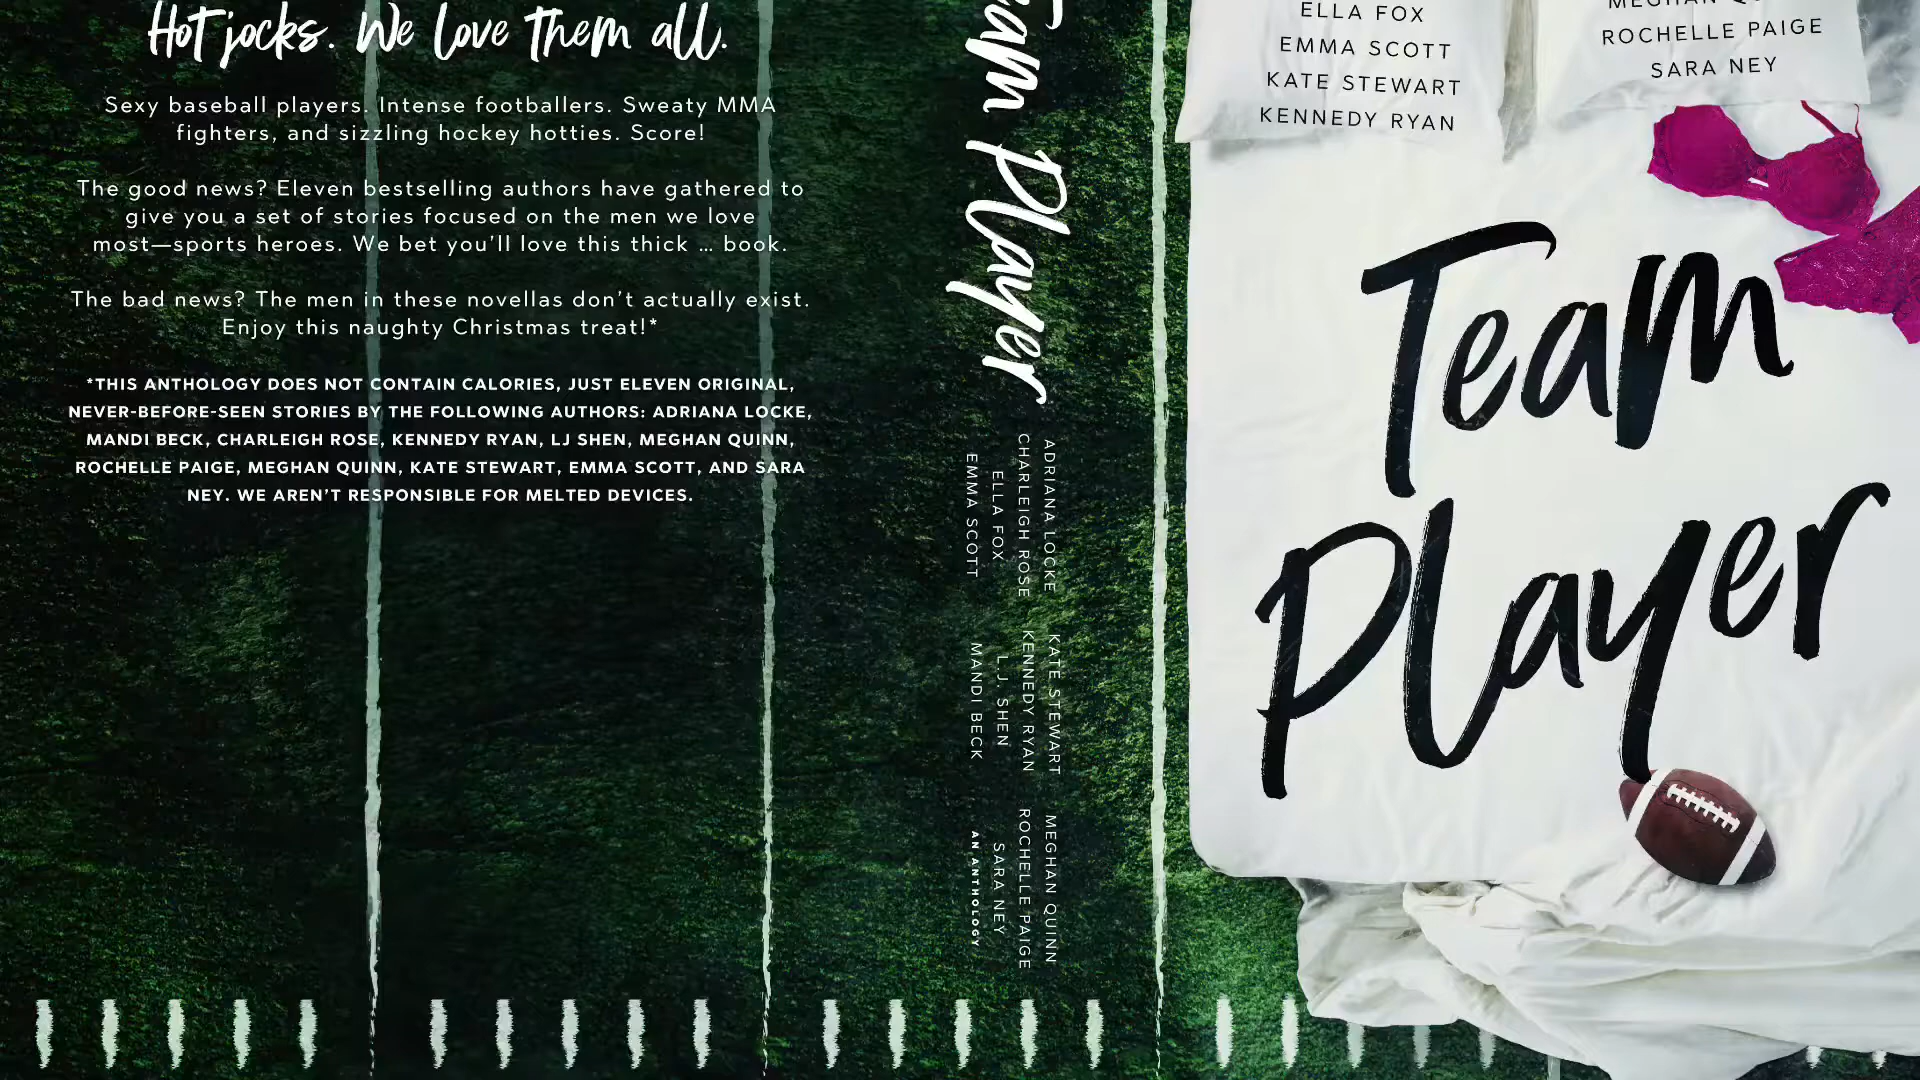 Hot jocks. We love them all.
Sexy baseball players. Intense footballers. Sweaty MMA
fighters, and sizzling hockey hotties. Score!
The good news? Eleven bestselling authors have gathered to
give you a set of stories focused on the men we love
most—sports heroes. We bet you'll love this thick ... book.
The bad news? The men in these novellas don't actually exist.
Enjoy this naughty Christmas treat!*
*THIS ANTHOLOGY DOES NOT CONTAIN CALORIES, JUST ELEVEN ORIGINAL,
NEVER-BEFORE-SEEN STORIES BY THE FOLLOWING AUTHORS: ADRIANA LOCKE,
MANDI BECK, CHARLEIGH ROSE, KENNEDY RYAN, LJ SHEN, MEGHAN QUINN,
ROCHELLE PAIGE, MEGHAN QUINN, KATE STEWART, EMMA SCOTT, AND SARA
NEY. WE AREN'T RESPONSIBLE FOR MELTED DEVICES.
Team Player
ADRIANA LOCKE
CHARLEIGH ROSE
ELLA FOX
EMMA SCOTT
KATE STEWART
KENNEDY RYAN
L.J. SHEN
MANDI BECK
MEGHAN QUINN
ROCHELLE PAIGE
SARA NEY
AN ANTHOLOGY
ELLA FOX
EMMA SCOTT
KATE STEWART
KENNEDY RYAN
MEGHAN
ROCHELLE PAIGE
SARA NEY
Team
Player